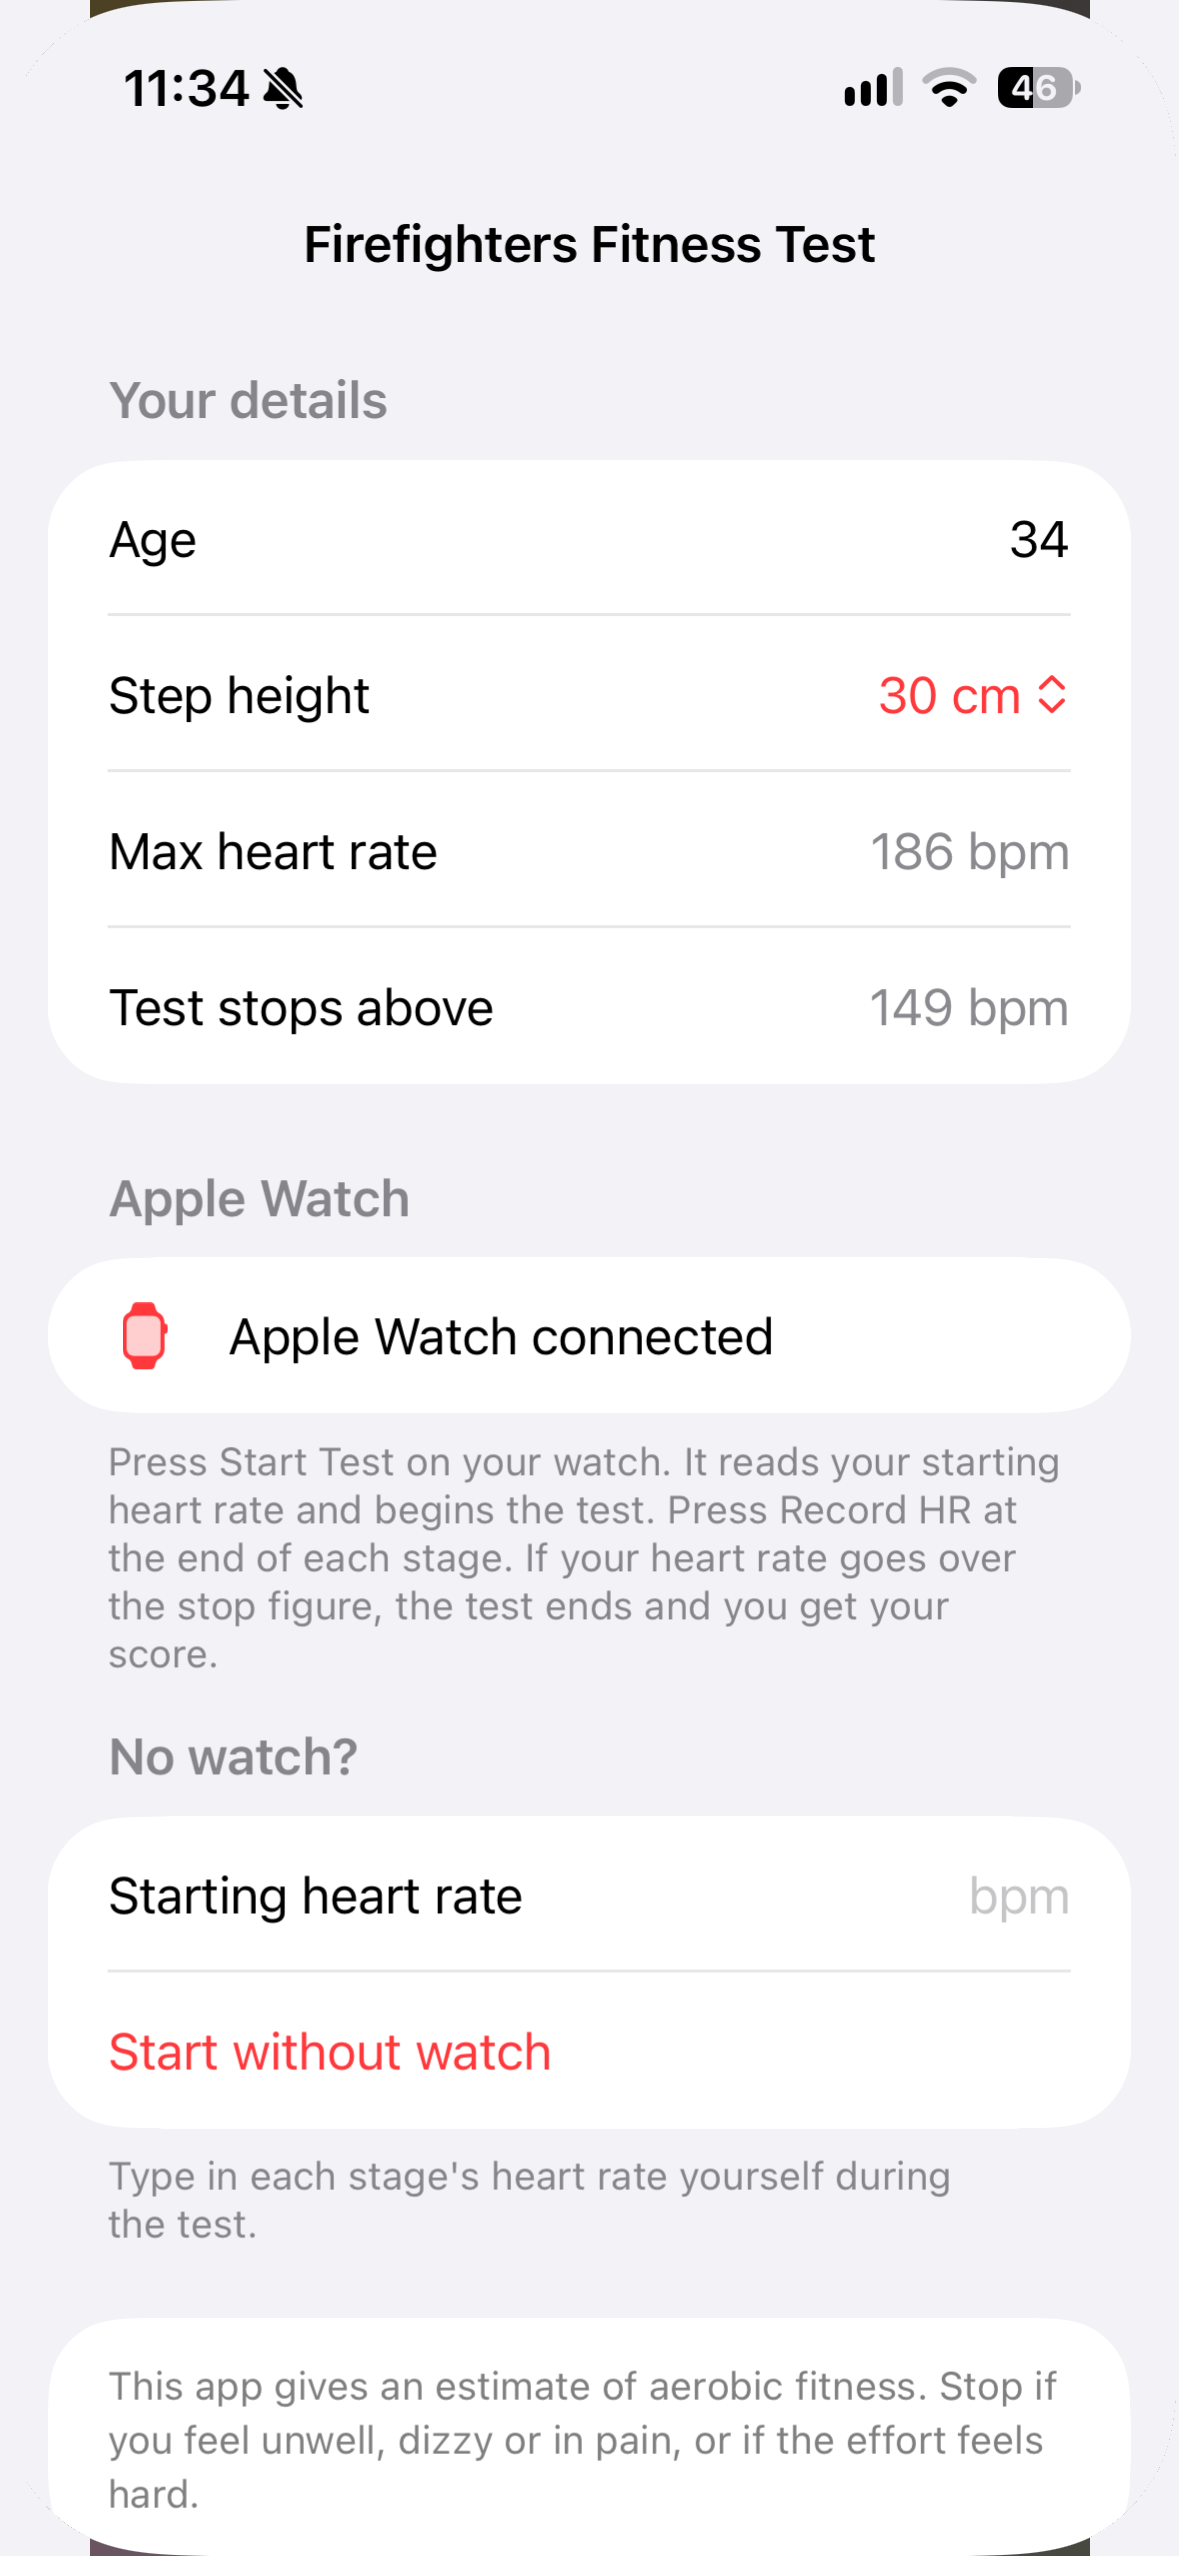 11:34
46
Firefighters Fitness Test
Your details
Age 34
Step height 30 cm
Max heart rate 186 bpm
Test stops above 149 bpm
Apple Watch
Apple Watch connected
Press Start Test on your watch. It reads your starting
heart rate and begins the test. Press Record HR at
the end of each stage. If your heart rate goes over
the stop figure, the test ends and you get your
score.
No watch?
Starting heart rate bpm
Start without watch
Type in each stage's heart rate yourself during
the test.
This app gives an estimate of aerobic fitness. Stop if
you feel unwell, dizzy or in pain, or if the effort feels
hard.